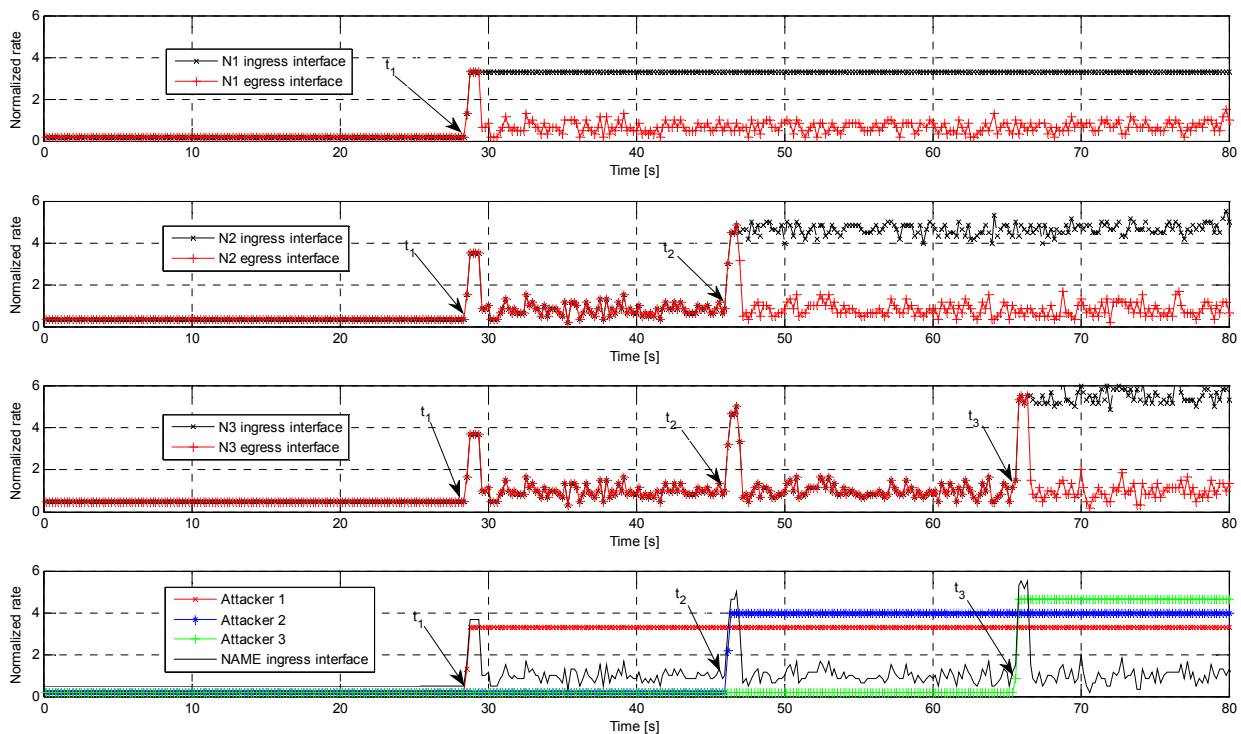 6
4
2
0
Normalized rate
N1 ingress interface
N1 egress interface
t1
0 10 20 30 40 50 60 70 80
Time [s]
6
4
2
0
Normalized rate
N2 ingress interface
N2 egress interface
t1
t2
0 10 20 30 40 50 60 70 80
Time [s]
6
4
2
0
Normalized rate
N3 ingress interface
N3 egress interface
t1
t2
t3
0 10 20 30 40 50 60 70 80
Time [s]
6
4
2
0
Normalized rate
Attacker 1
Attacker 2
Attacker 3
NAME ingress interface
t1
t2
t3
0 10 20 30 40 50 60 70 80
Time [s]